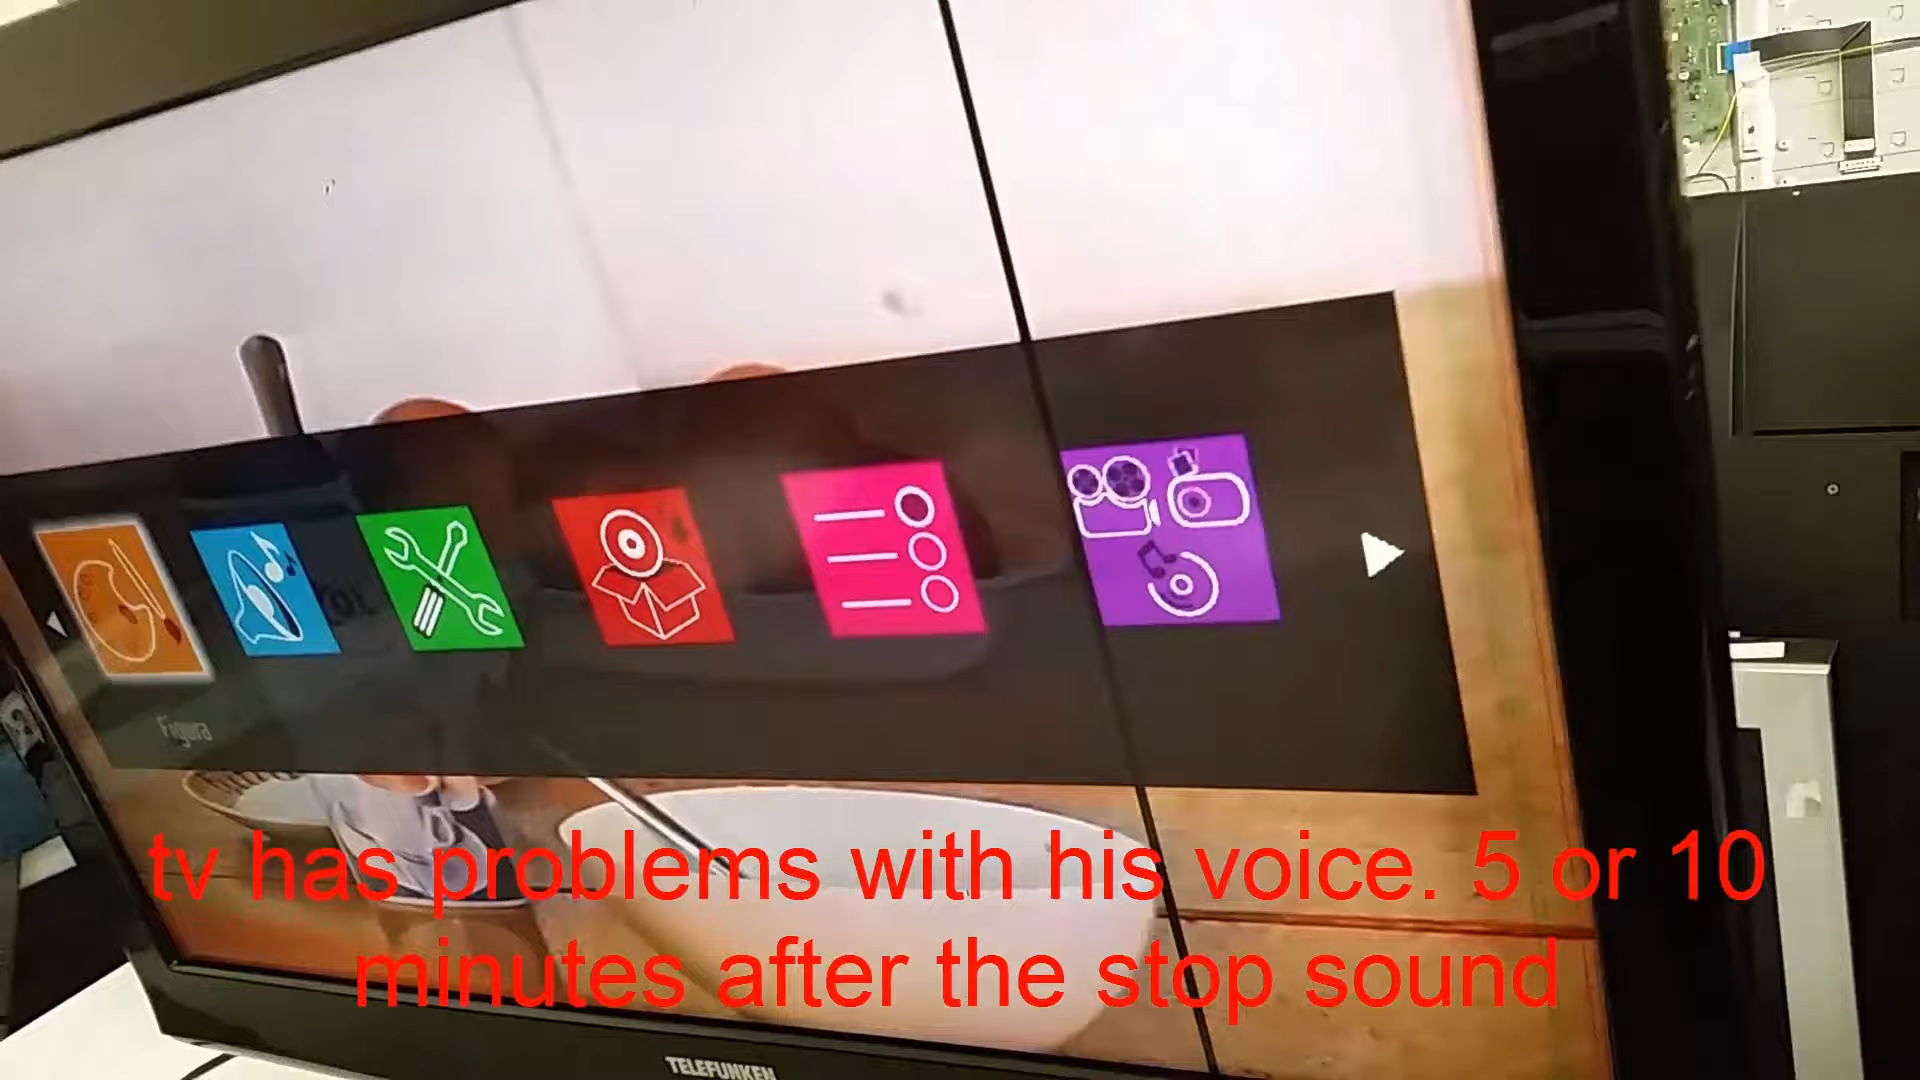 Figura
tv has problems with his voice. 5 or 10
minutes after the stop sound
TELEFUNKEN